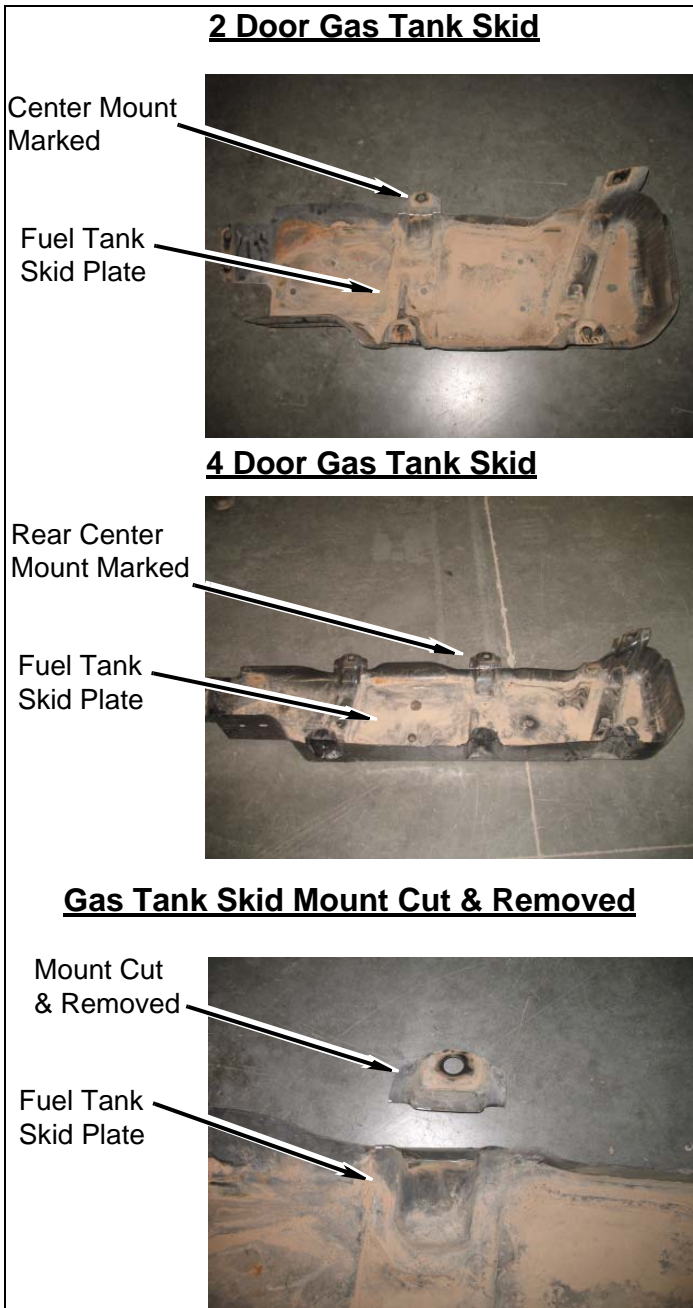 2 Door Gas Tank Skid
Center Mount
Marked
Fuel Tank
Skid Plate
4 Door Gas Tank Skid
Rear Center
Mount Marked
Fuel Tank
Skid Plate
Gas Tank Skid Mount Cut & Removed
Mount Cut
& Removed
Fuel Tank
Skid Plate